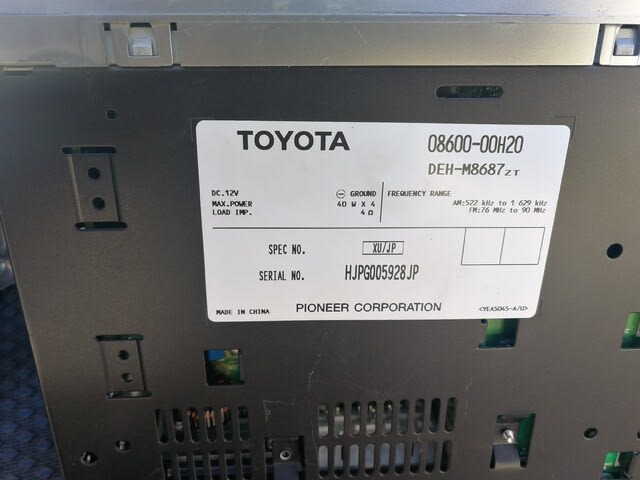 TOYOTA
08600-00H20
DEH-M8687ZT
DC.12V ⊖ GROUND
MAX.POWER 40 W X 4
LOAD IMP. 4 Ω
FREQUENCY RANGE
AM:522 kHz to 1 629 kHz
FM:76 MHz to 90 MHz
SPEC NO. XU/JP
SERIAL NO. HJPG005928JP
MADE IN CHINA PIONEER CORPORATION <YEA5045-A/U>